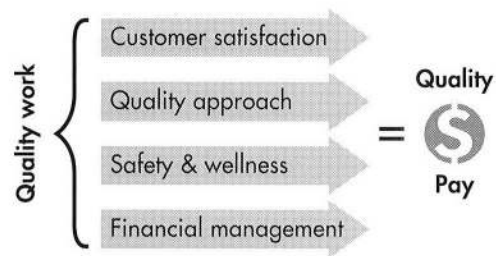 Quality work
Customer satisfaction
Quality approach
Safety & wellness
Financial management
=
Quality
$
Pay